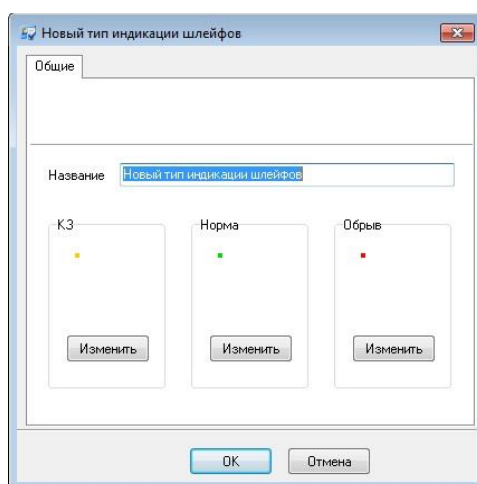 Новый тип индикации шлейфов
Общие
Название Новый тип индикации шлейфов
КЗ Норма Обрыв
Изменить Изменить Изменить
OK Отмена